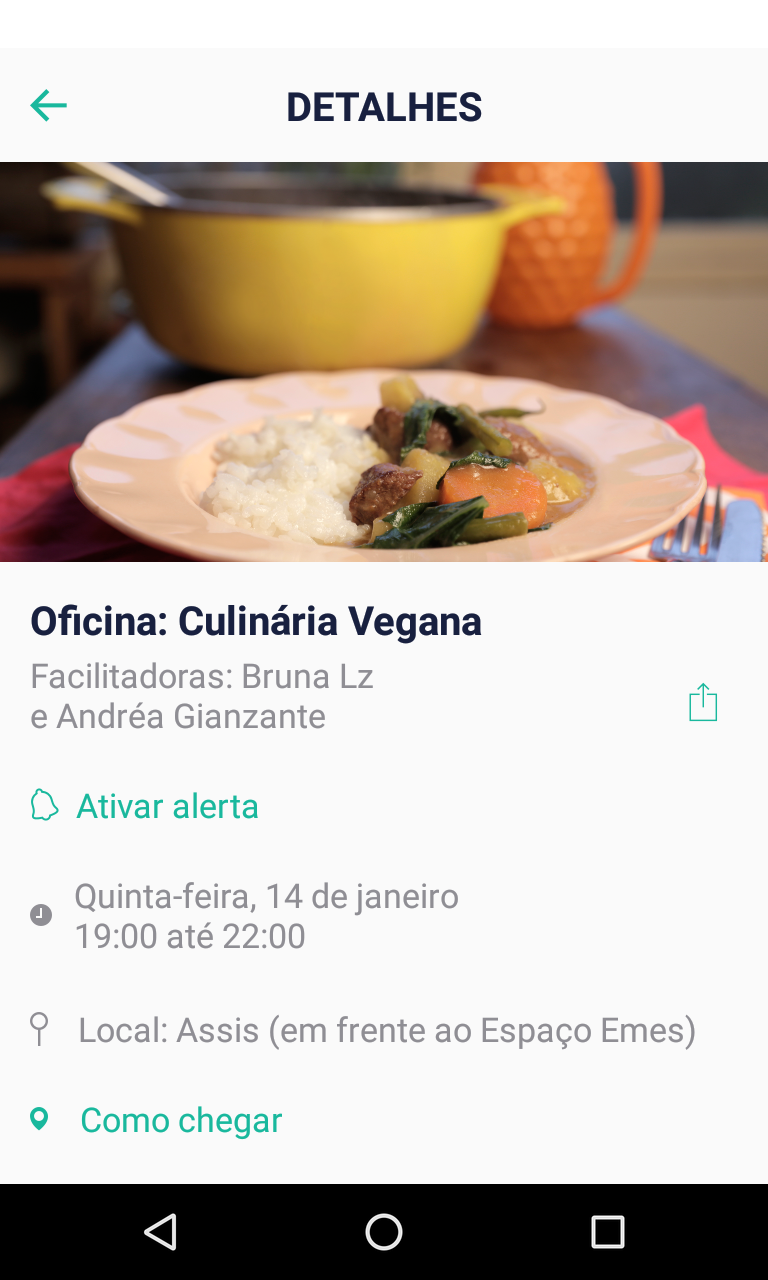 DETALHES
Oficina: Culinária Vegana
Facilitadoras: Bruna Lz
e Andréa Gianzante
Ativar alerta
Quinta-feira, 14 de janeiro
19:00 até 22:00
Local: Assis (em frente ao Espaço Emes)
Como chegar